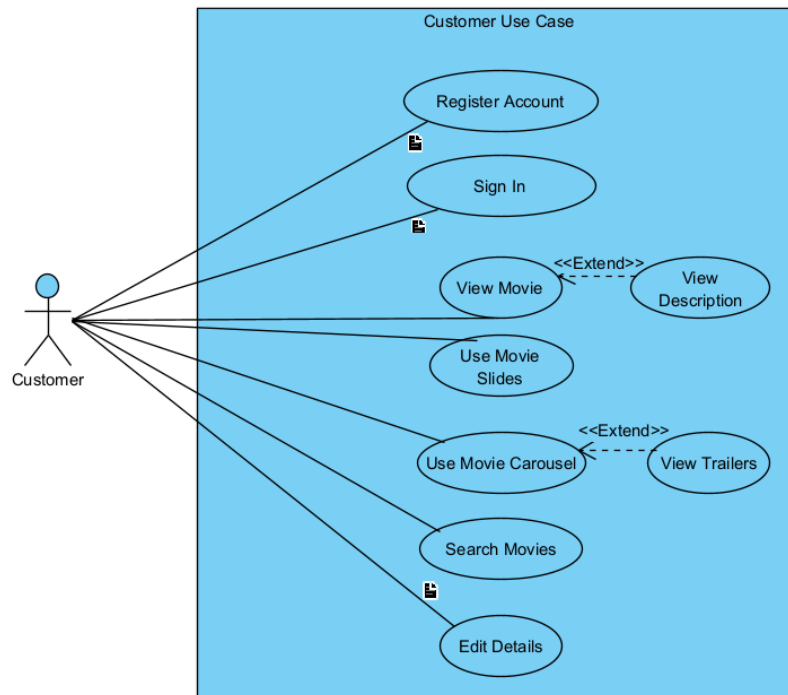 Customer Use Case
Register Account
Sign In
<<Extend>>
View Movie
View
Description
Use Movie
Slides
Customer
<<Extend>>
Use Movie Carousel
View Trailers
Search Movies
Edit Details